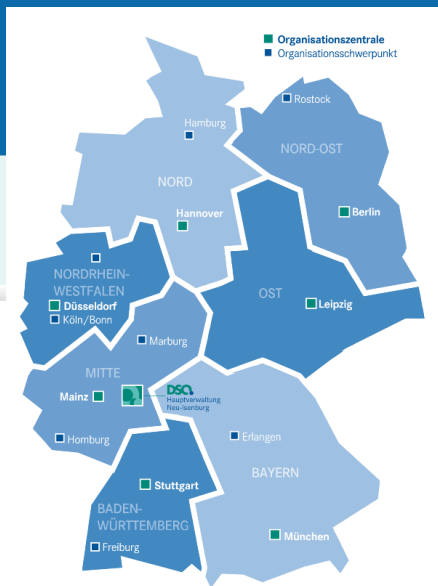 Organisationszentrale
Organisationsschwerpunkt
Rostock
Hamburg
NORD-OST
NORD
Hannover
Berlin
NORDRHEIN-
WESTFALEN
OST
Düsseldorf
Leipzig
Köln/Bonn
Marburg
MITTE
DSO.
Hauptverwaltung
Neu-Isenburg
Mainz
Homburg
Erlangen
BAYERN
Stuttgart
BADEN-
WÜRTTEMBERG
München
Freiburg